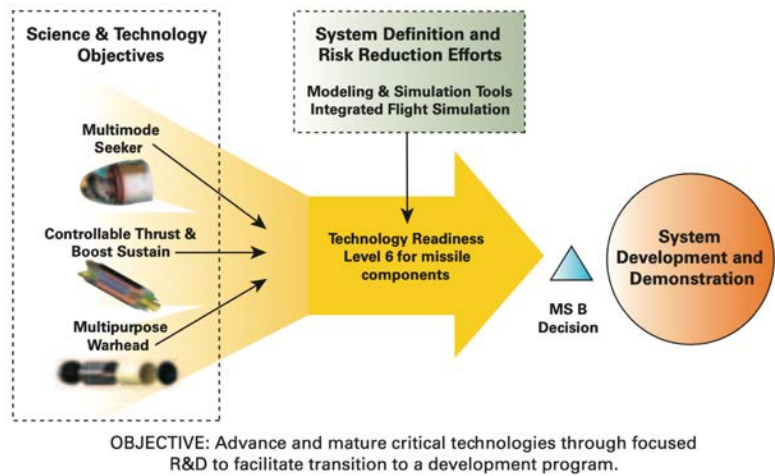 Science & Technology
Objectives
Multimode
Seeker
Controllable Thrust &
Boost Sustain
Multipurpose
Warhead
System Definition and
Risk Reduction Efforts
Modeling & Simulation Tools
Integrated Flight Simulation
Technology Readiness
Level 6 for missile
components
MS B
Decision
System
Development and
Demonstration
OBJECTIVE: Advance and mature critical technologies through focused
R&D to facilitate transition to a development program.